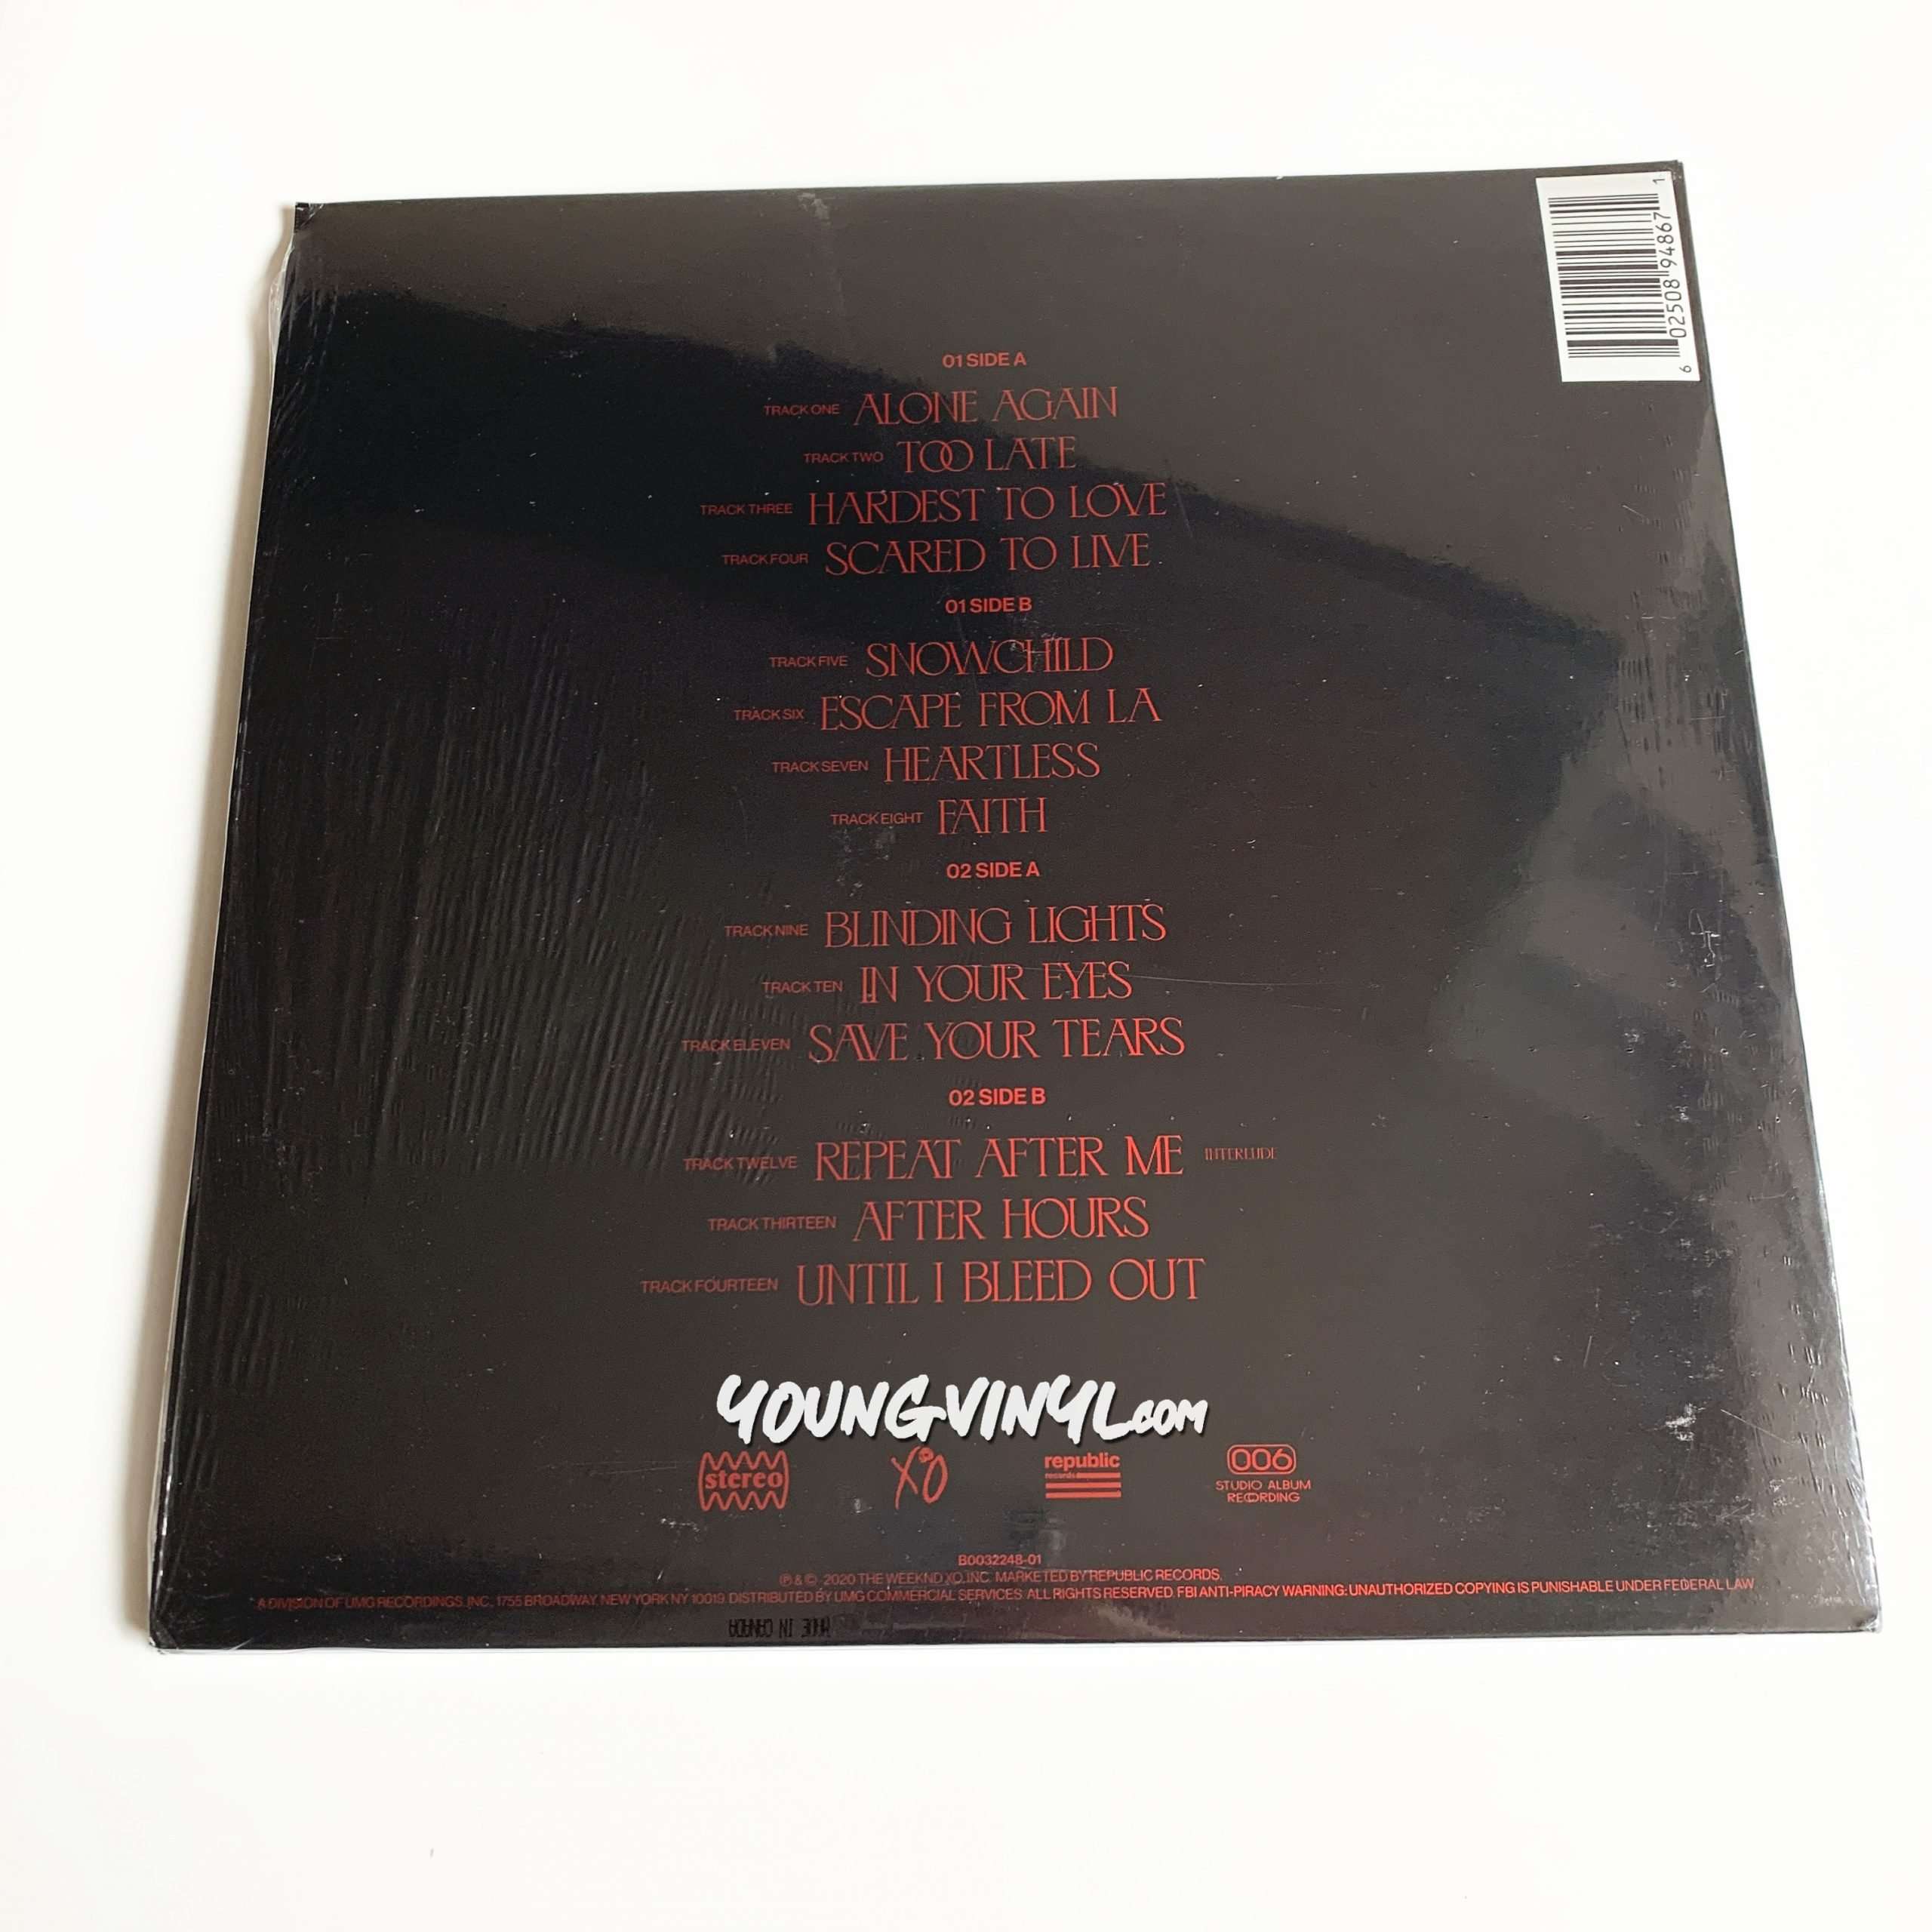 6 02508 94867 1
01 SIDE A
TRACK ONE ALONE AGAIN
TRACK TWO TOO LATE
TRACK THREE HARDEST TO LOVE
TRACK FOUR SCARED TO LIVE
01 SIDE B
TRACK FIVE SNOWCHILD
TRACK SIX ESCAPE FROM LA
TRACK SEVEN HEARTLESS
TRACK EIGHT FAITH
02 SIDE A
TRACK NINE BLINDING LIGHTS
TRACK TEN IN YOUR EYES
TRACK ELEVEN SAVE YOUR TEARS
02 SIDE B
TRACK TWELVE REPEAT AFTER ME INTERLUDE
TRACK THIRTEEN AFTER HOURS
TRACK FOURTEEN UNTIL I BLEED OUT
YOUNGVINYL.COM
stereo
XO
republic
records
006
STUDIO ALBUM
RECORDING
B0032248-01
℗ & © 2020 THE WEEKND XO, INC. MARKETED BY REPUBLIC RECORDS,
A DIVISION OF UMG RECORDINGS, INC., 1755 BROADWAY, NEW YORK NY 10019. DISTRIBUTED BY UMG COMMERCIAL SERVICES. ALL RIGHTS RESERVED. FBI ANTI-PIRACY WARNING: UNAUTHORIZED COPYING IS PUNISHABLE UNDER FEDERAL LAW
MADE IN CANADA